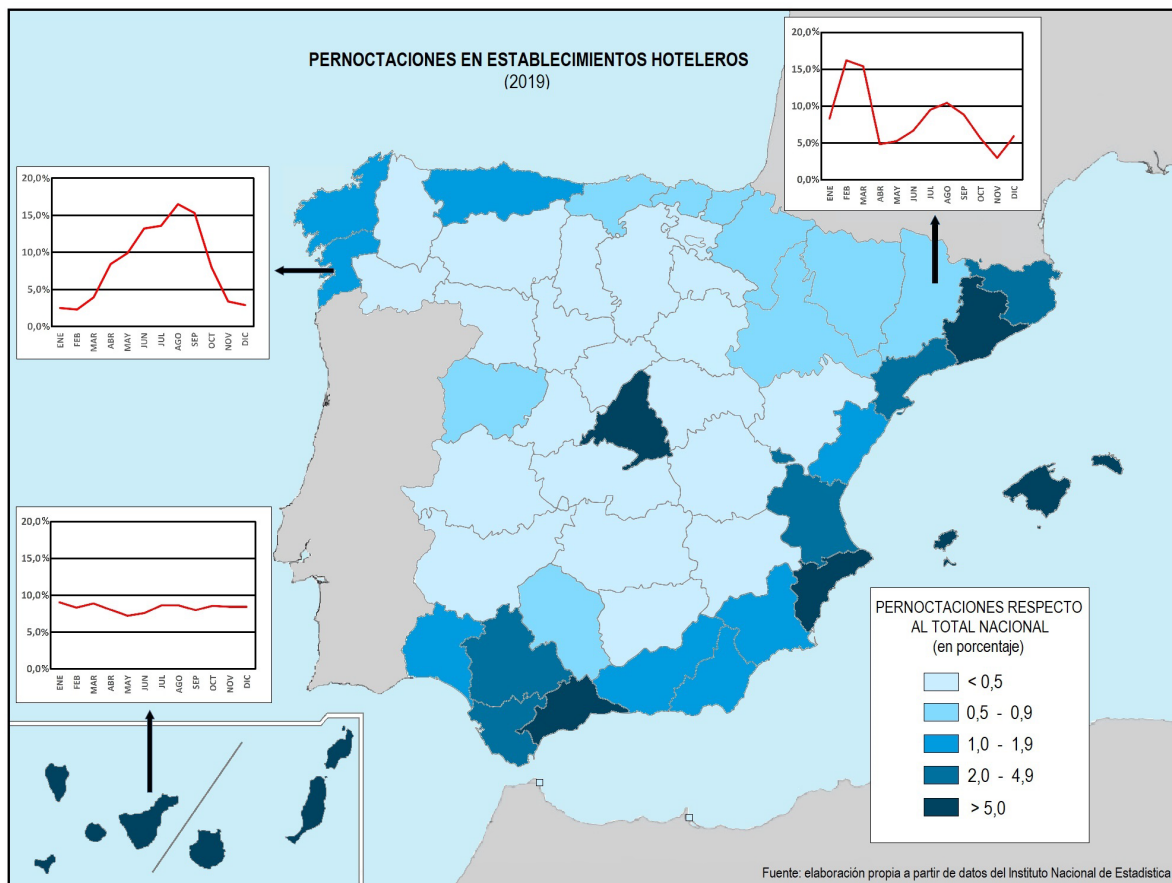 PERNOCTACIONES EN ESTABLECIMIENTOS HOTELEROS
(2019)
20,0%
15,0%
10,0%
5,0%
0,0%
ENE FEB MAR ABR MAY JUN JUL AGO SEP OCT NOV DIC
20,0%
15,0%
10,0%
5,0%
0,0%
ENE FEB MAR ABR MAY JUN JUL AGO SEP OCT NOV DIC
20,0%
15,0%
10,0%
5,0%
0,0%
ENE FEB MAR ABR MAY JUN JUL AGO SEP OCT NOV DIC
PERNOCTACIONES RESPECTO
AL TOTAL NACIONAL
(en porcentaje)
< 0,5
0,5 - 0,9
1,0 - 1,9
2,0 - 4,9
> 5,0
Fuente: elaboración propia a partir de datos del Instituto Nacional de Estadistica